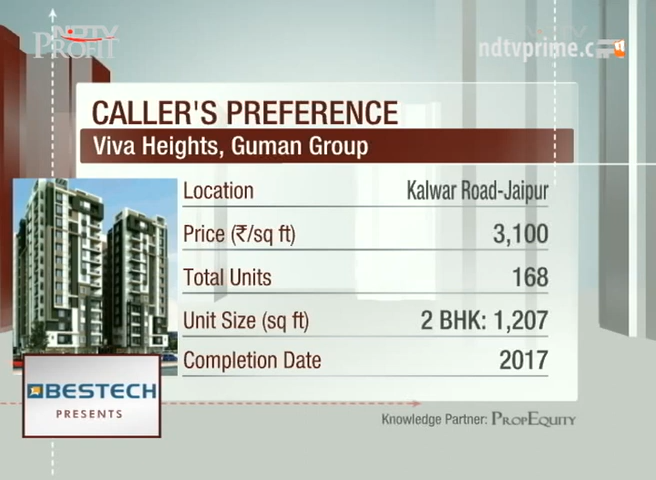 NDTV
PROFIT
NDTV
ndtvprime.c
CALLER'S PREFERENCE
Viva Heights, Guman Group
Location Kalwar Road-Jaipur
Price (₹/sq ft) 3,100
Total Units 168
Unit Size (sq ft) 2 BHK: 1,207
Completion Date 2017
BESTECH
PRESENTS
Knowledge Partner: PROPEQUITY